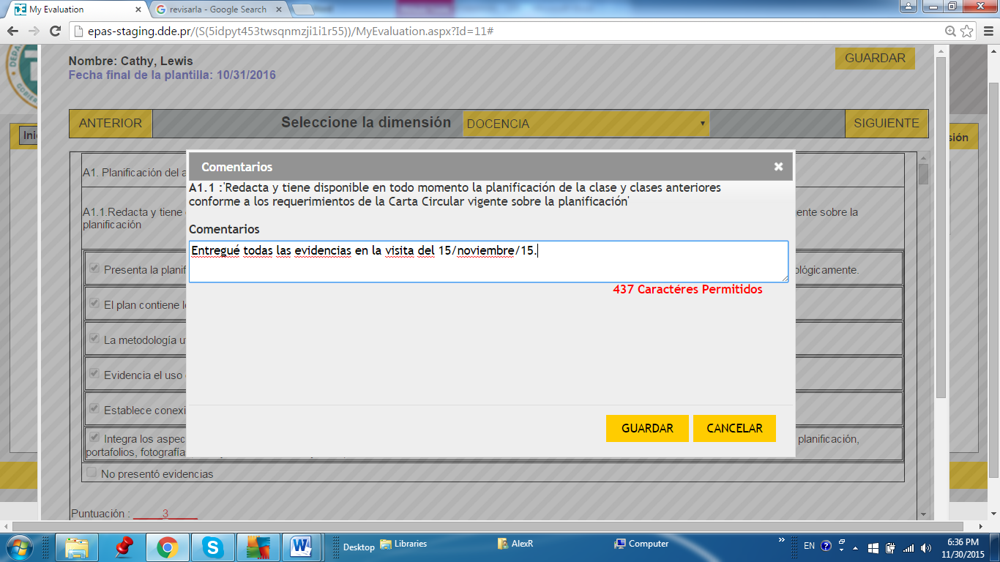 My Evaluation
revisarla - Google Search
epas-staging.dde.pr/(S(5idpyt453twsqnmzji1i1r55))/MyEvaluation.aspx?Id=11#
Nombre: Cathy, Lewis
GUARDAR
Fecha final de la plantilla: 10/31/2016
ANTERIOR
Seleccione la dimensión
DOCENCIA
SIGUIENTE
Comentarios
A1. Planificación del a
A1.1 :'Redacta y tiene disponible en todo momento la planificación de la clase y clases anteriores
conforme a los requerimientos de la Carta Circular vigente sobre la planificación'
A1.1.Redacta y tiene
ente sobre la
planificación
Comentarios
Entregué todas las evidencias en la visita del 15/noviembre/15.
437 Caractéres Permitidos
Presenta la planif
ológicamente.
El plan contiene l
La metodología u
Evidencia el uso
Establece conexi
GUARDAR
CANCELAR
Integra los aspec
planificación,
portafolios, fotografía
No presentó evidencias
Puntuación : 3
Desktop
Libraries
AlexR
Computer
EN
6:36 PM
11/30/2015